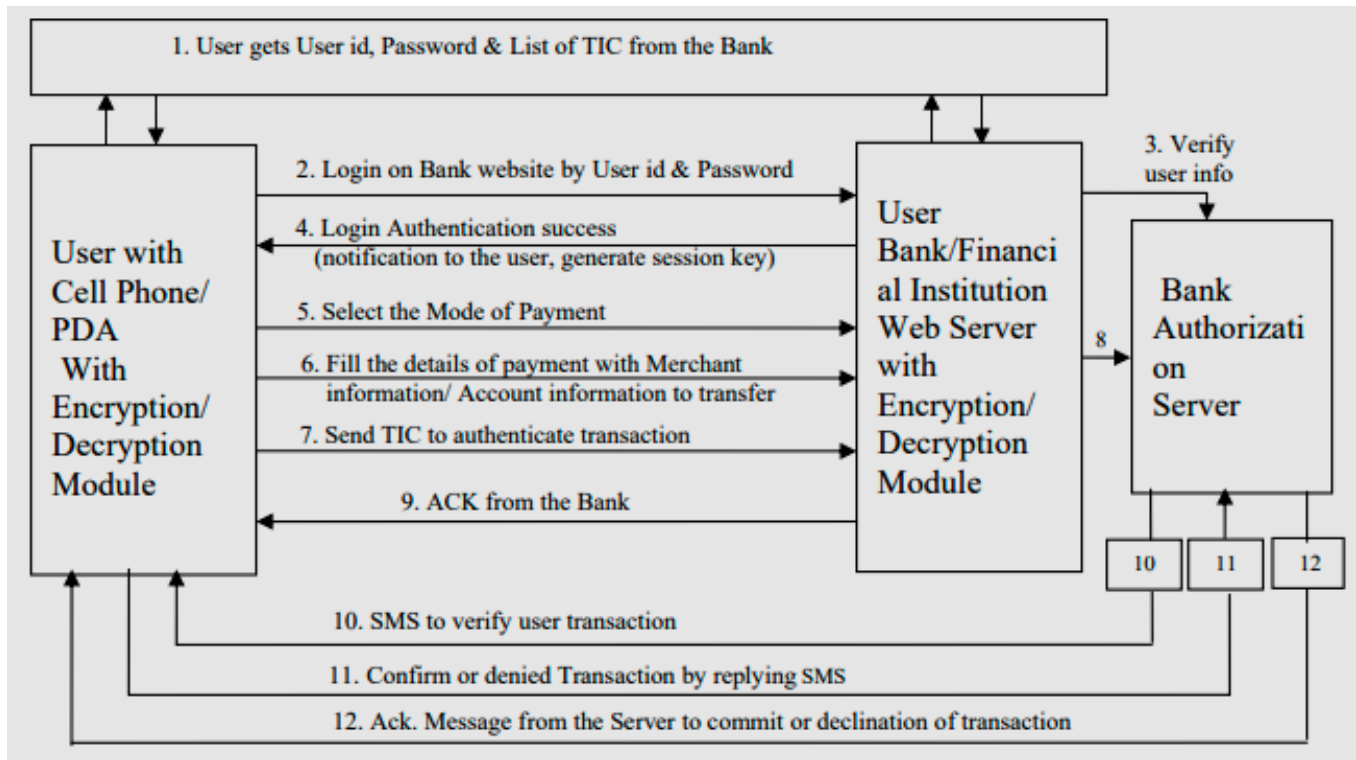 1. User gets User id, Password & List of TIC from the Bank
2. Login on Bank website by User id & Password
3. Verify
user info
4. Login Authentication success
(notification to the user, generate session key)
5. Select the Mode of Payment
6. Fill the details of payment with Merchant
information/ Account information to transfer
7. Send TIC to authenticate transaction
8
9. ACK from the Bank
User with
Cell Phone/
PDA
With
Encryption/
Decryption
Module
User
Bank/Financi
al Institution
Web Server
with
Encryption/
Decryption
Module
Bank
Authorizati
on
Server
10
11
12
10. SMS to verify user transaction
11. Confirm or denied Transaction by replying SMS
12. Ack. Message from the Server to commit or declination of transaction